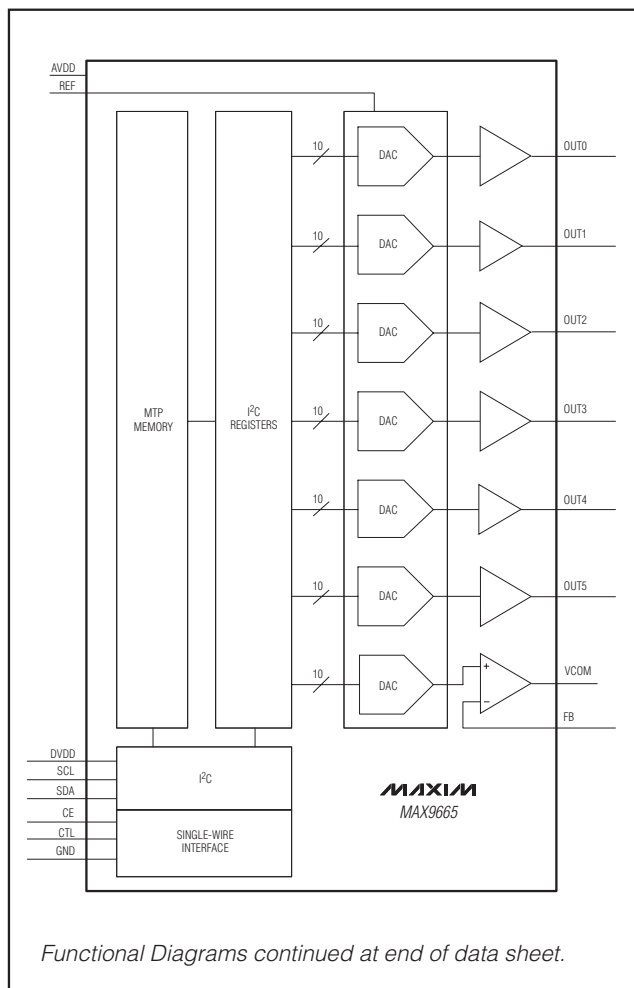 AVDD
REF
10
DAC
OUT0
10
DAC
OUT1
10
DAC
OUT2
MTP
MEMORY
I²C
REGISTERS
10
DAC
OUT3
10
DAC
OUT4
10
DAC
OUT5
10
DAC
+
−
VCOM
FB
DVDD
SCL
SDA
I²C
CE
CTL
GND
SINGLE-WIRE
INTERFACE
MAXIM
MAX9665
Functional Diagrams continued at end of data sheet.